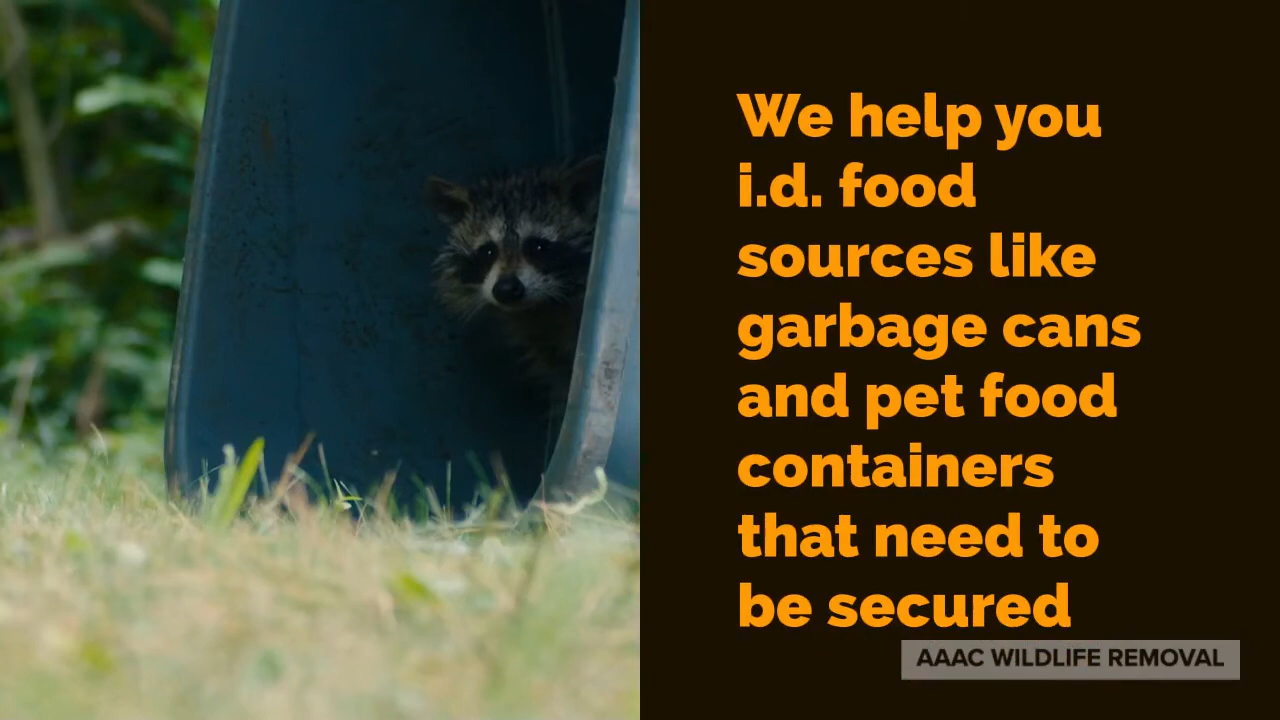 We help you
i.d. food
sources like
garbage cans
and pet food
containers
that need to
be secured
AAAC WILDLIFE REMOVAL